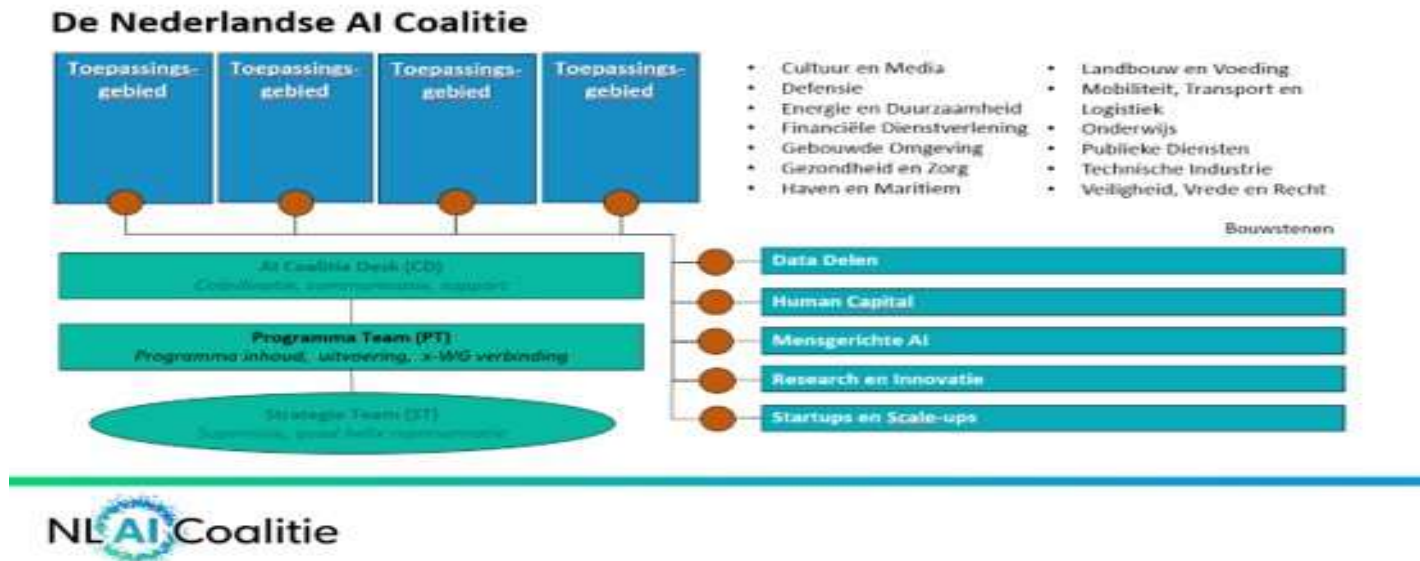 De Nederlandse AI Coalitie
Toepassings-
gebied
Toepassings-
gebied
Toepassings-
gebied
Toepassings-
gebied
• Cultuur en Media
• Defensie
• Energie en Duurzaamheid
• Financiële Dienstverlening
• Gebouwde Omgeving
• Gezondheid en Zorg
• Haven en Maritiem
• Landbouw en Voeding
• Mobiliteit, Transport en
Logistiek
• Onderwijs
• Publieke Diensten
• Technische Industrie
• Veiligheid, Vrede en Recht
Bouwstenen
AI Coalitie Desk (CD)
Coördinatie, communicatie, support
Programma Team (PT)
Programma inhoud, uitvoering, x-WG verbinding
Strategie Team (ST)
Data Delen
Human Capital
Mensgerichte AI
Research en Innovatie
Startups en Scale-ups
NL AI Coalitie